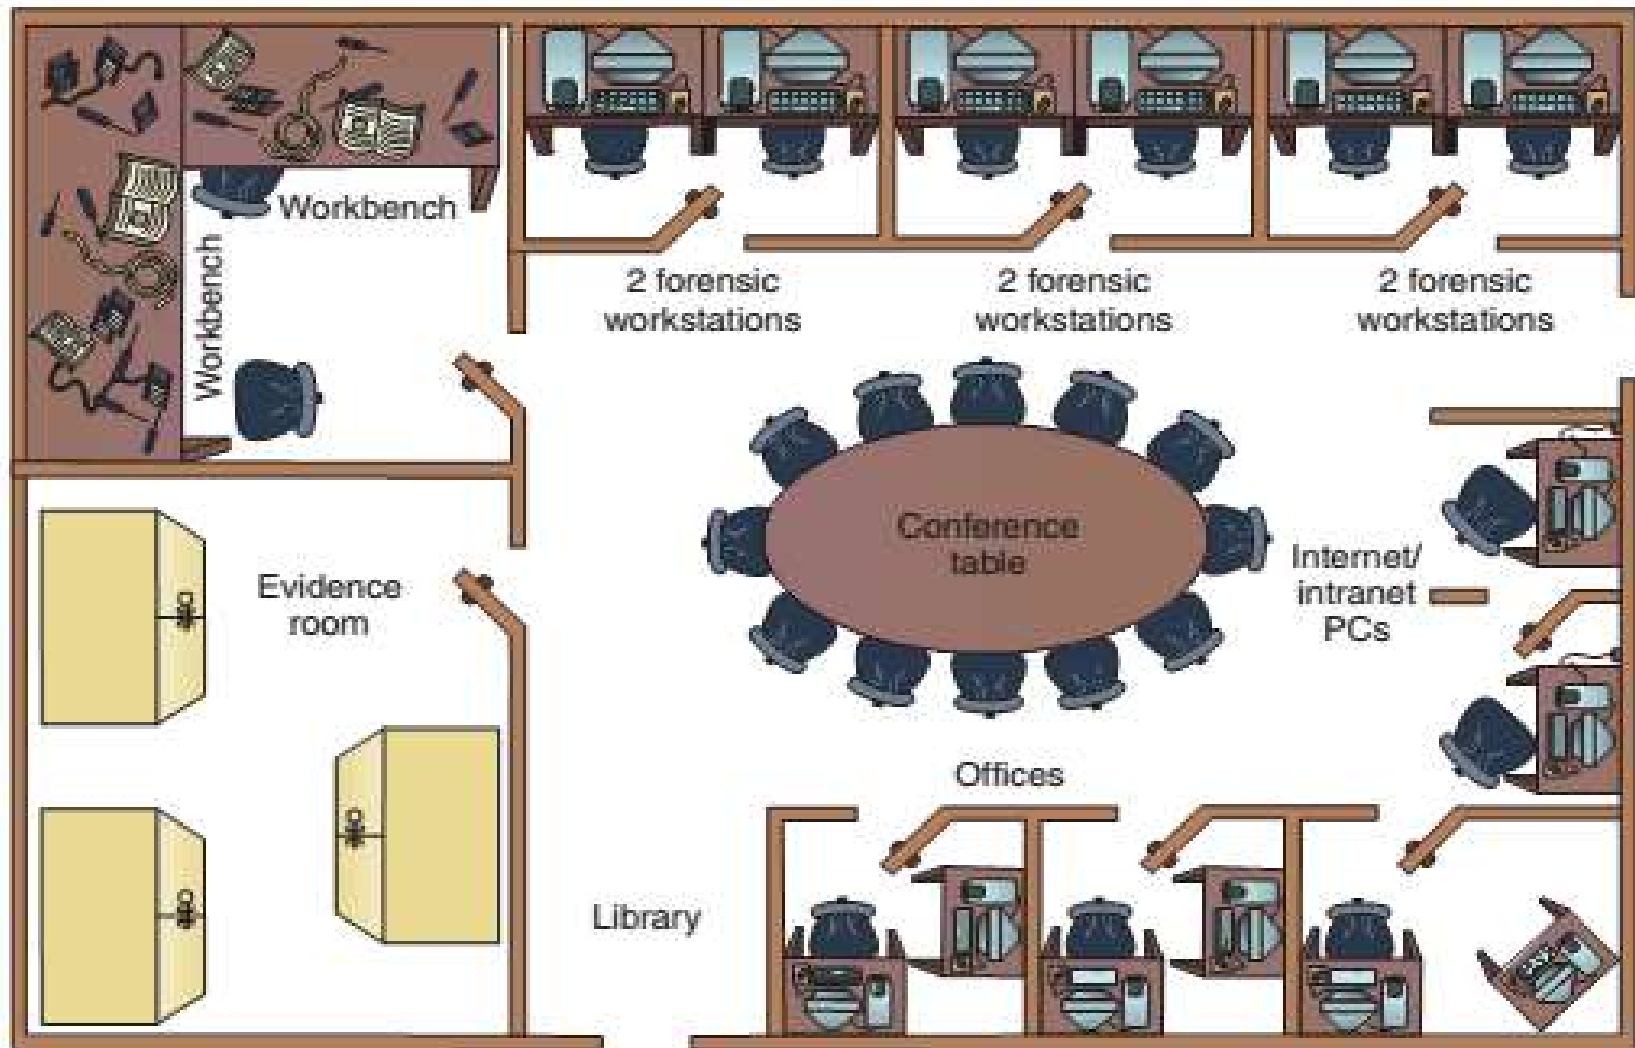 Workbench
Workbench
2 forensic
workstations
2 forensic
workstations
2 forensic
workstations
Conference
table
Internet/
intranet
PCs
Evidence
room
Offices
Library